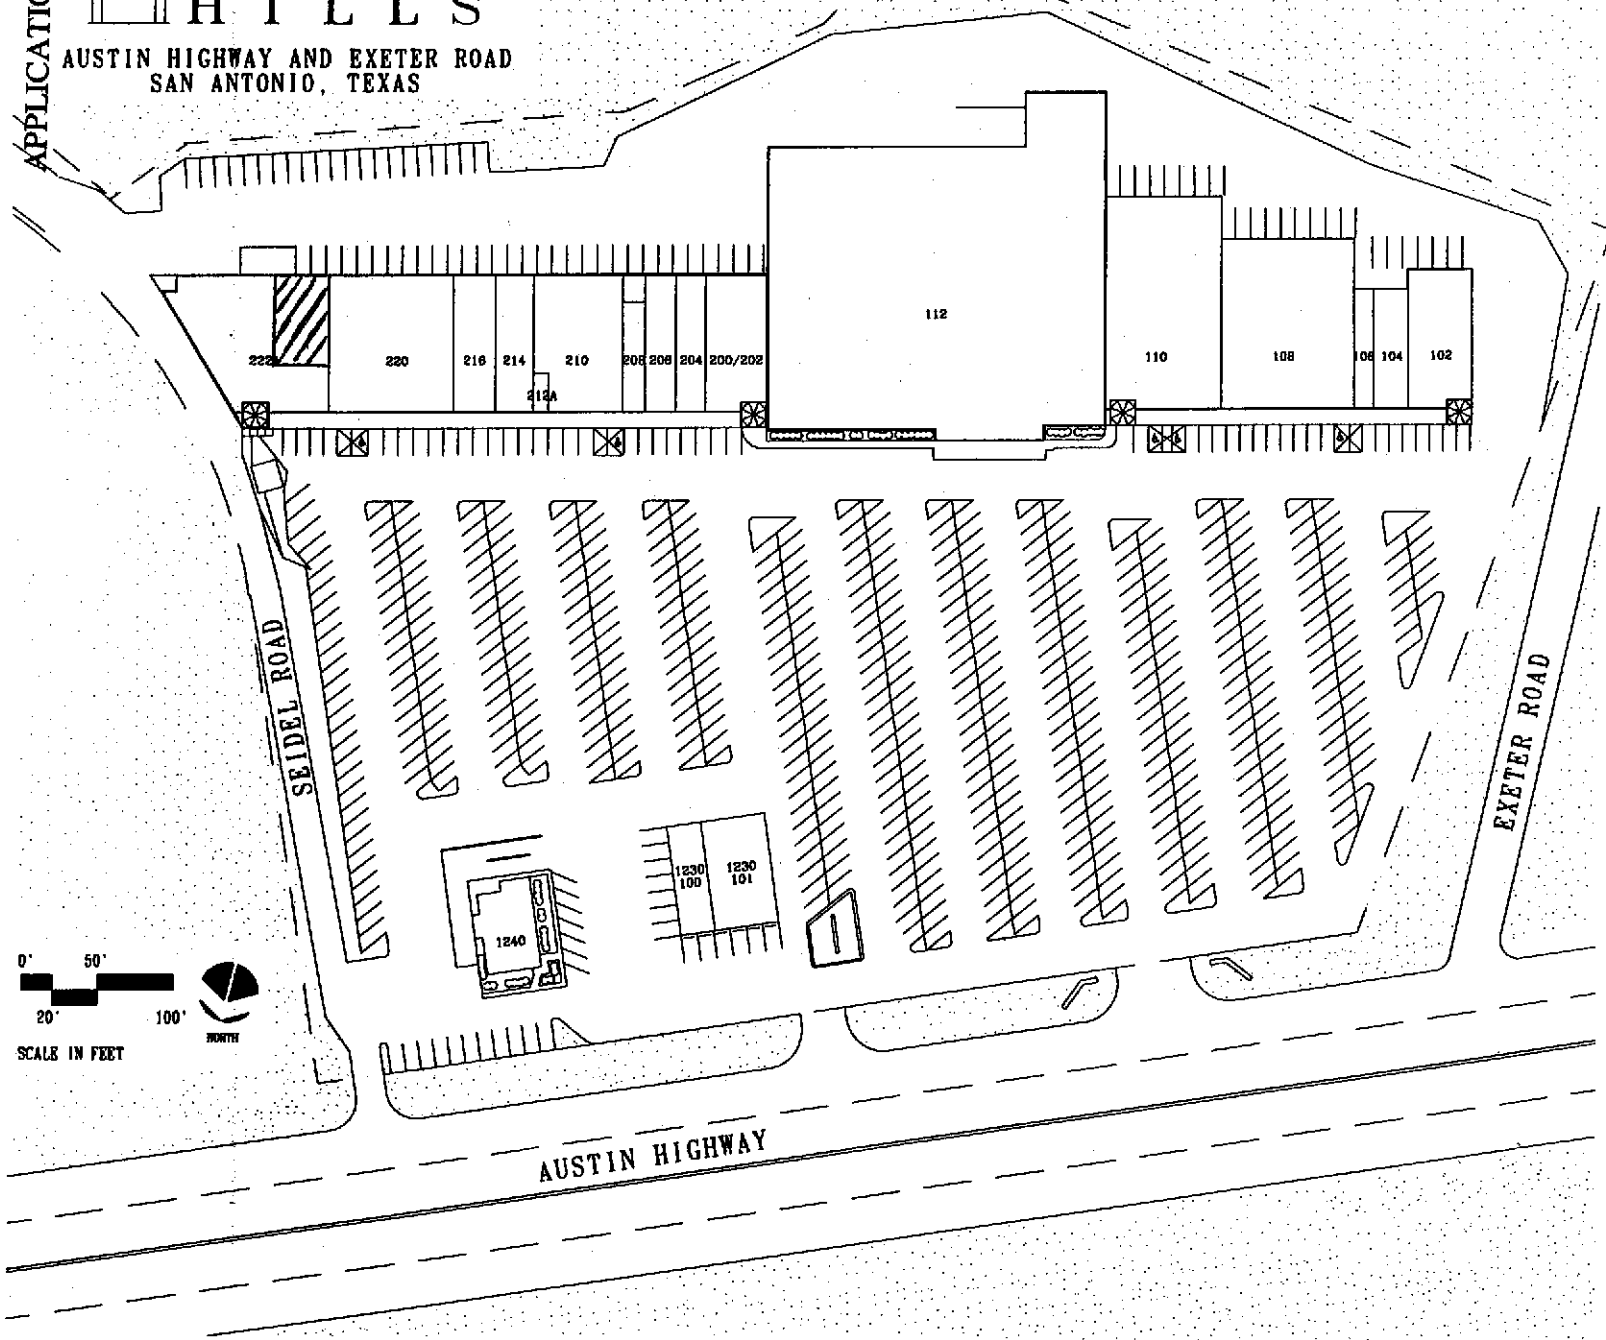 APPLICATIO
HILLS
AUSTIN HIGHWAY AND EXETER ROAD
SAN ANTONIO, TEXAS
112
222
220
216
214
210
208
206
204
200/202
212A
110
108
106
104
102
SEIDEL ROAD
EXETER ROAD
1230
100
1230
101
1240
0' 50'
20' 100'
SCALE IN FEET
NORTH
AUSTIN HIGHWAY